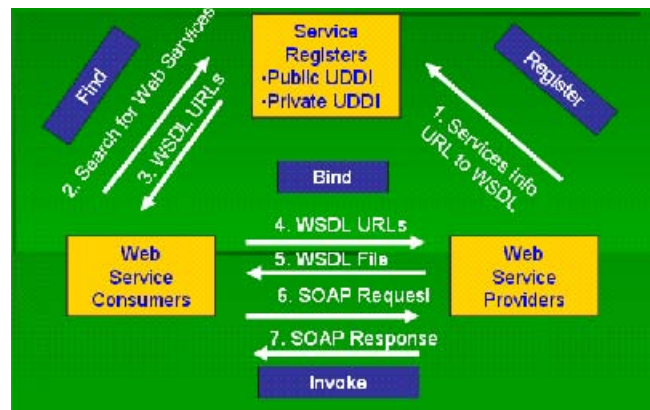 Service
Registers
•Public UDDI
•Private UDDI
Find
Register
2. Search for Web Services
3. WSDL URLs
1. Services info
URL to WSDL
Bind
4. WSDL URLs
5. WSDL File
6. SOAP Request
7. SOAP Response
Web
Service
Consumers
Web
Service
Providers
Invoke